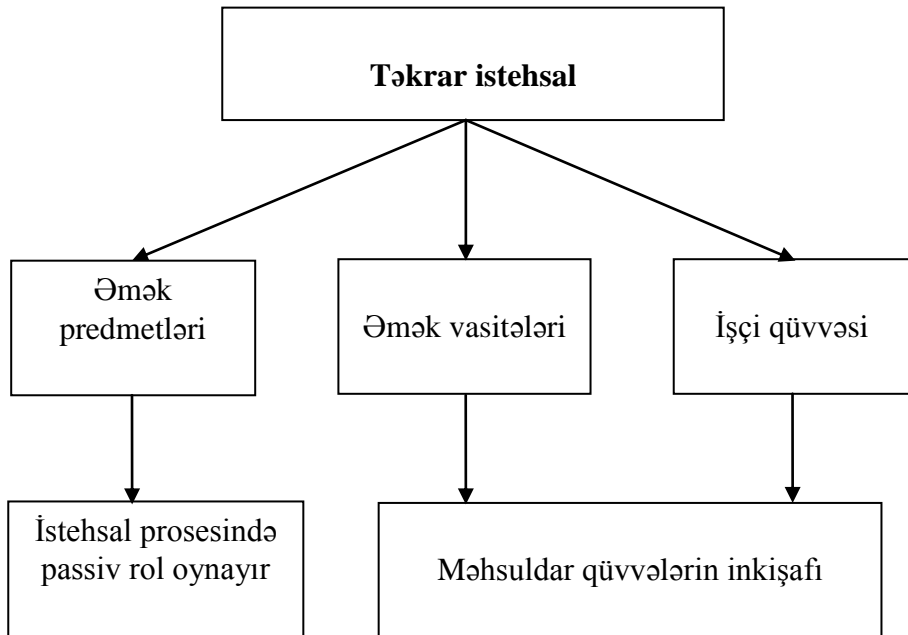 Təkrar istehsal
Əmək
predmetləri
Əmək vasitələri
İşçi qüvvəsi
İstehsal prosesində
passiv rol oynayır
Məhsuldar qüvvələrin inkişafı